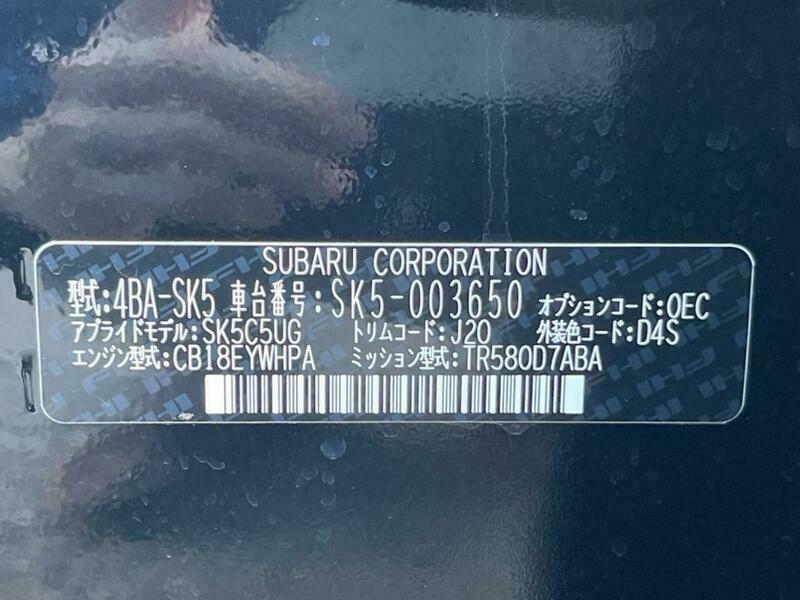 SUBARU CORPORATION
型式:4BA-SK5 車台番号:SK5-003650 オプションコード:OEC
アプライドモデル:SK5C5UG トリムコード:J20 外装色コード:D4S
エンジン型式:CB18EYWHPA ミッション型式:TR580D7ABA